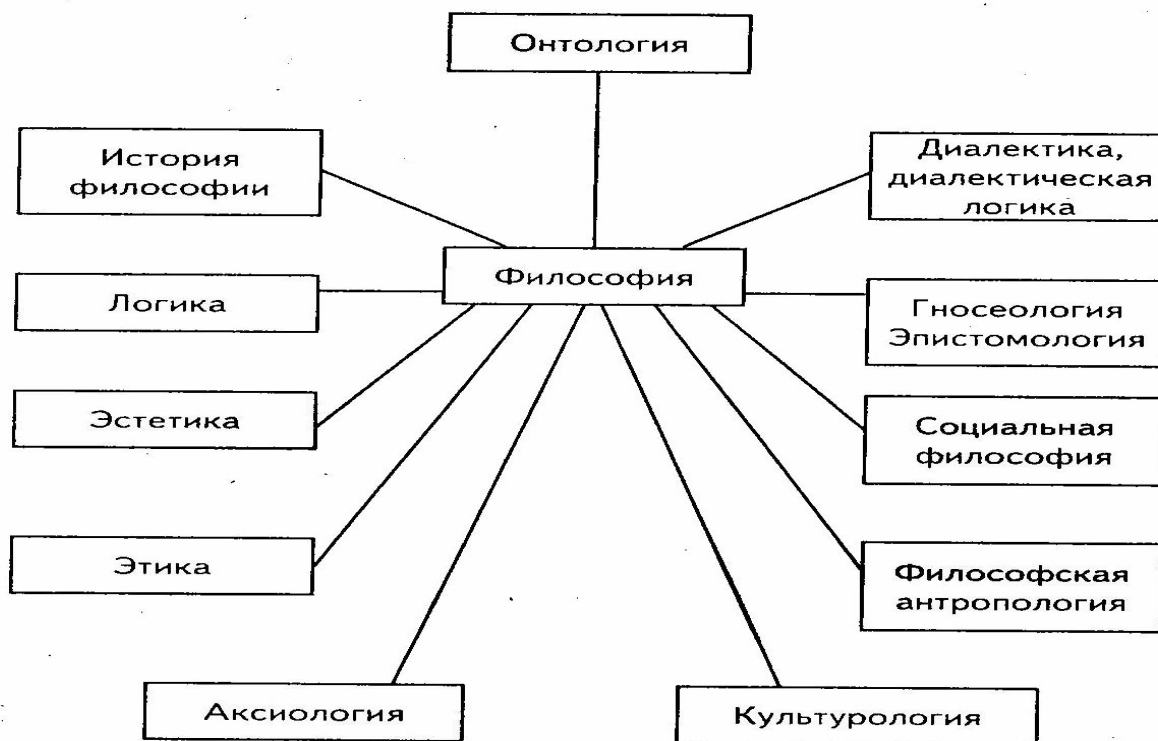 Онтология
История
философии
Диалектика,
диалектическая
логика
Философия
Логика
Гносеология
Эпистомология
Эстетика
Социальная
философия
Этика
Философская
антропология
Аксиология
Культурология